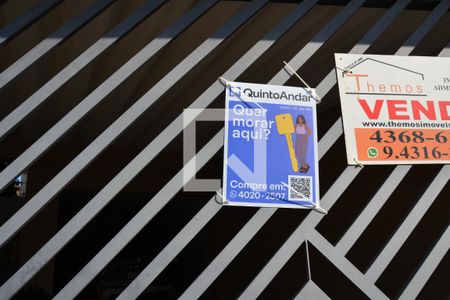 QuintoAndar
Quer
morar
aqui?
Compre em:
4020-2507
Themos
VEND
www.themosimoveis
4368-6
9.4316-